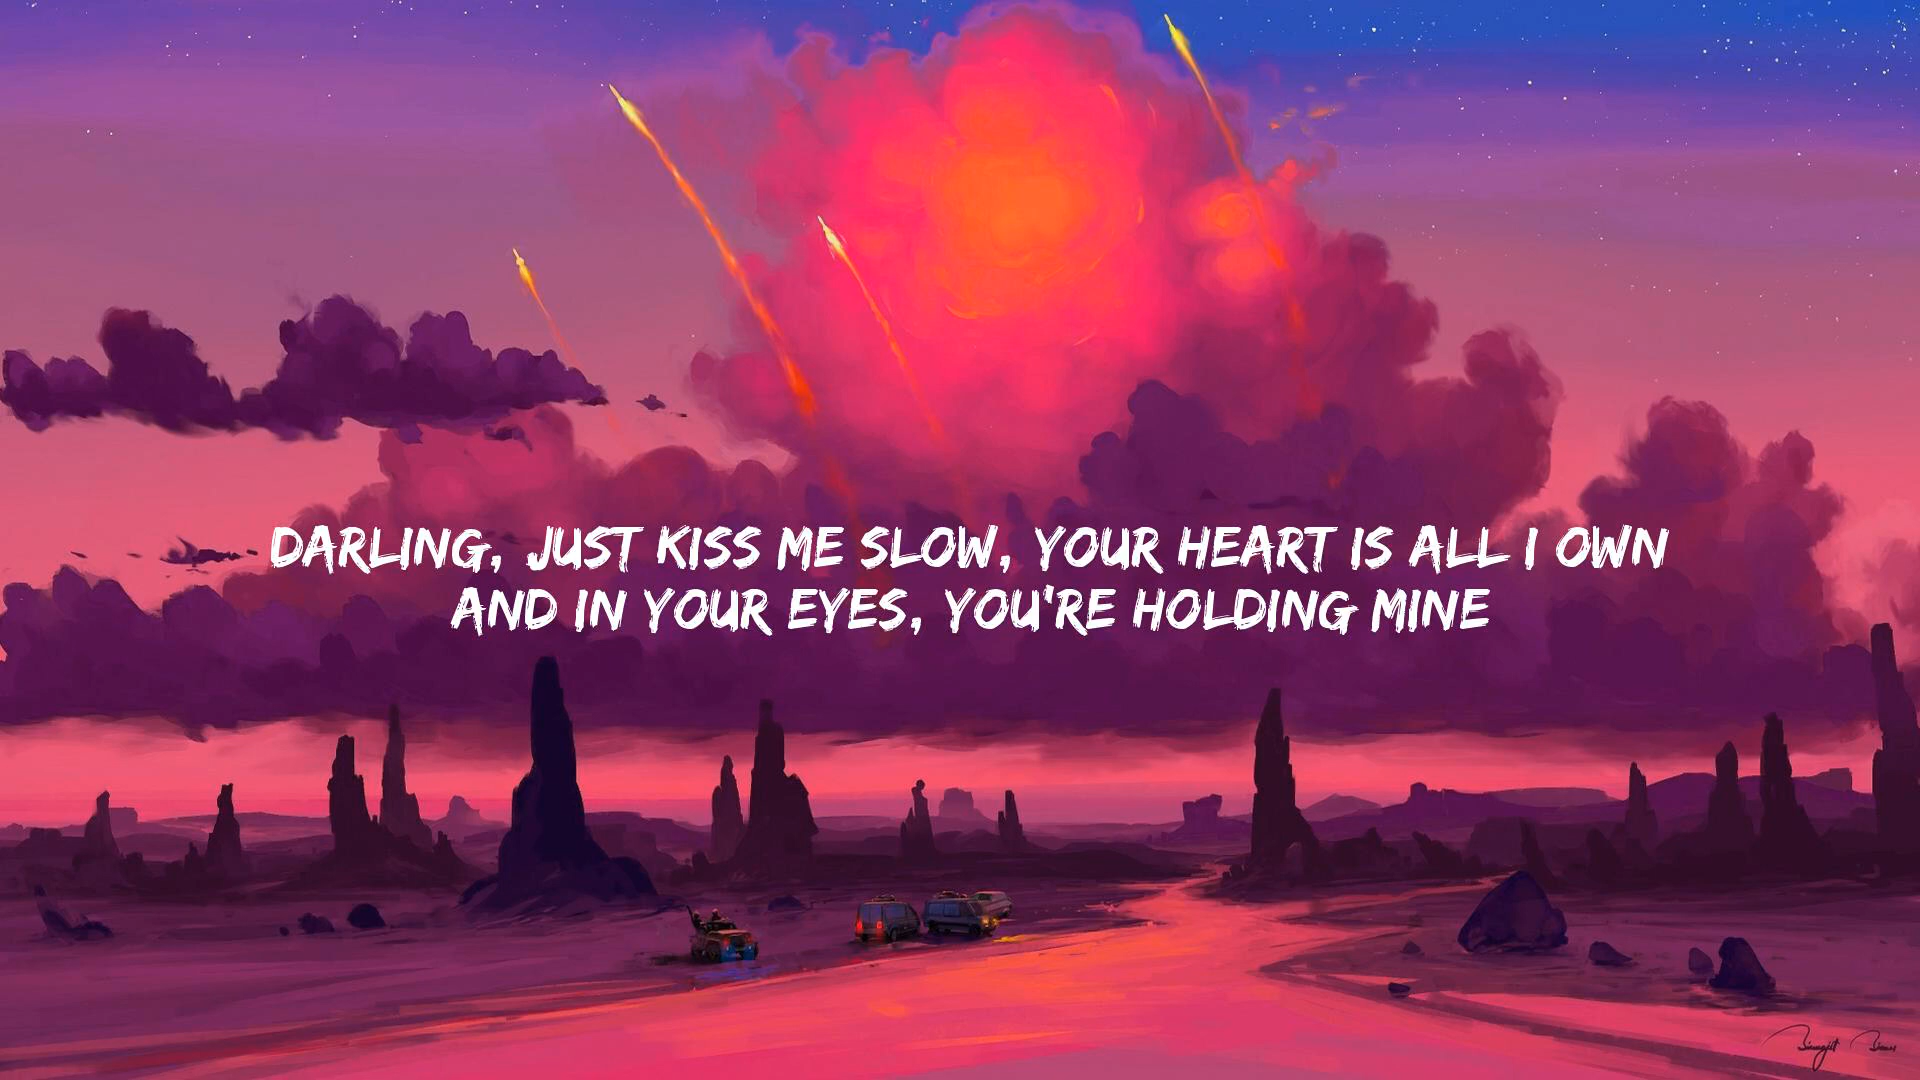 DARLING, JUST KISS ME SLOW, YOUR HEART IS ALL I OWN
AND IN YOUR EYES, YOU'RE HOLDING MINE